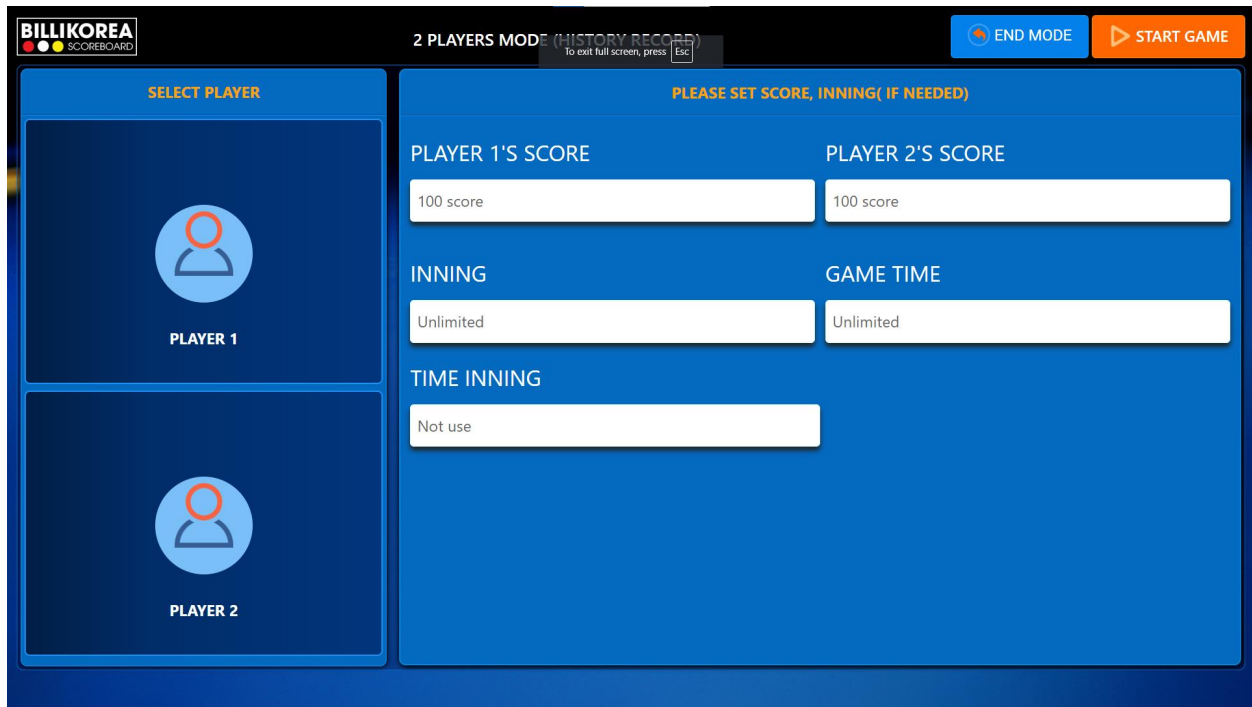 BILLIKOREA
SCOREBOARD
2 PLAYERS MODE (HISTORY RECORD)
To exit full screen, press Esc
END MODE
START GAME
SELECT PLAYER
PLAYER 1
PLAYER 2
PLEASE SET SCORE, INNING( IF NEEDED)
PLAYER 1'S SCORE
PLAYER 2'S SCORE
100 score
100 score
INNING
GAME TIME
Unlimited
Unlimited
TIME INNING
Not use